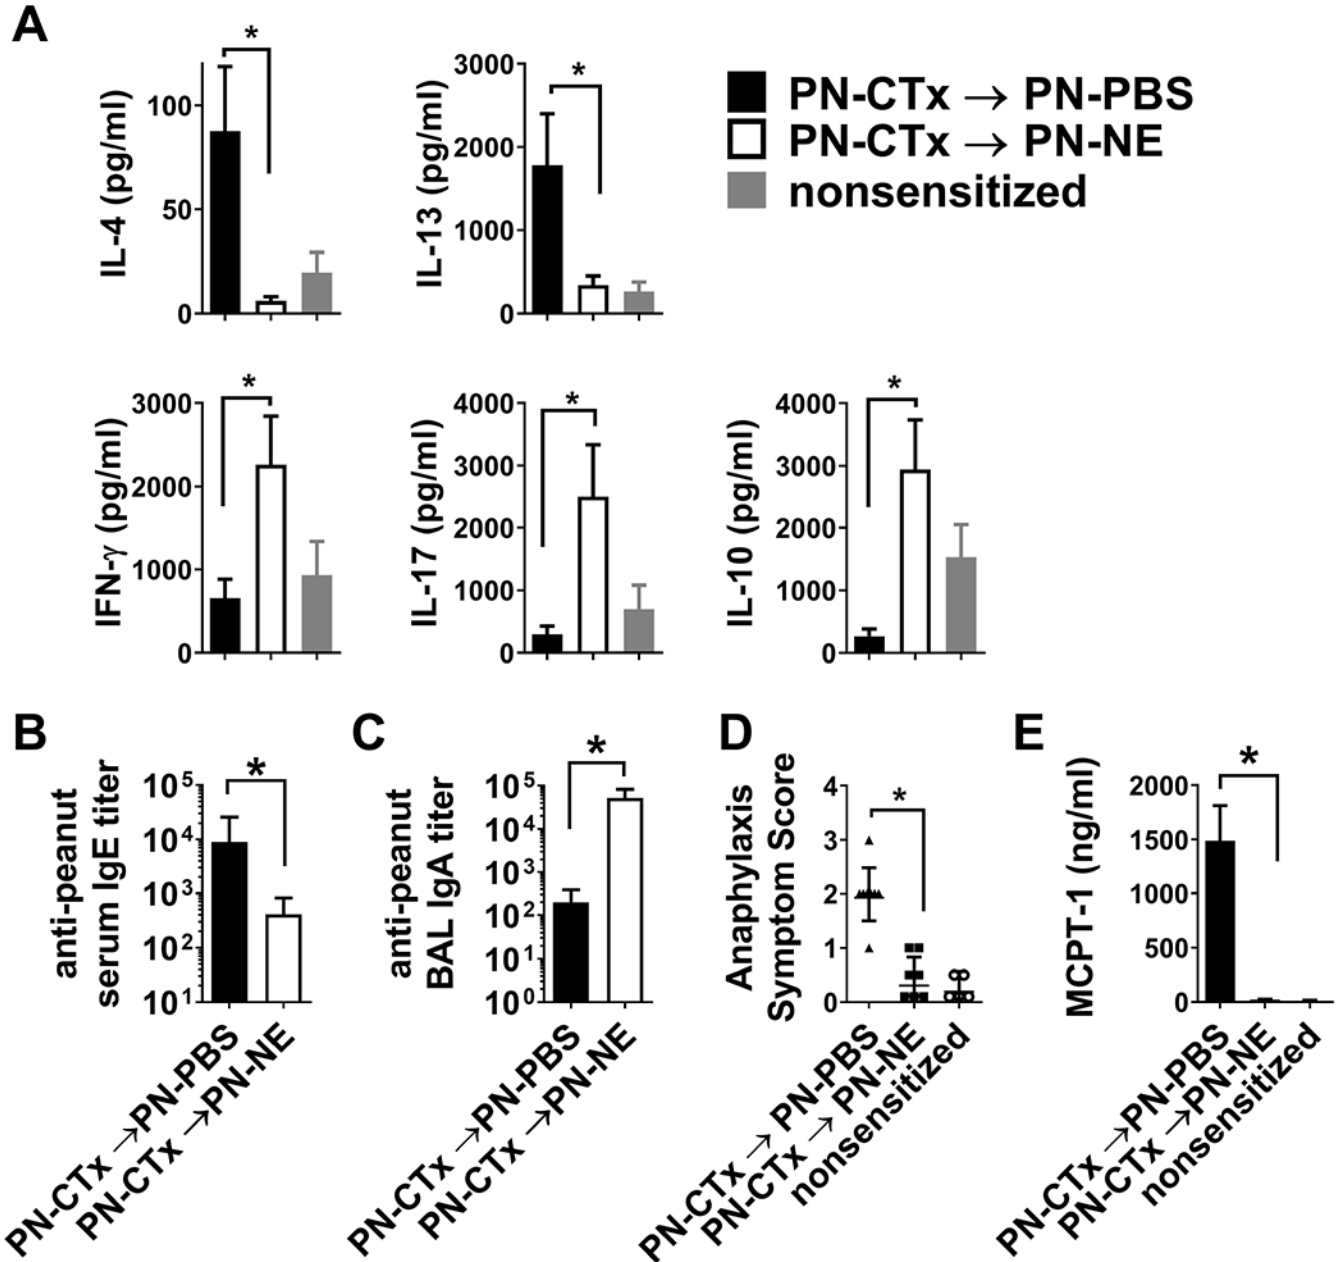 A
IL-4 (pg/ml)
100
50
0
*
IL-13 (pg/ml)
3000
2000
1000
0
*
PN-CTx → PN-PBS
PN-CTx → PN-NE
nonsensitized
IFN-γ (pg/ml)
3000
2000
1000
0
*
IL-17 (pg/ml)
4000
3000
2000
1000
0
*
IL-10 (pg/ml)
4000
3000
2000
1000
0
*
B
anti-peanut
serum IgE titer
10⁵
10⁴
10³
10²
10¹
*
PN-CTx →PN-PBS
PN-CTx →PN-NE
C
anti-peanut
BAL IgA titer
10⁵
10⁴
10³
10²
10¹
10⁰
*
PN-CTx →PN-PBS
PN-CTx →PN-NE
D
Anaphylaxis
Symptom Score
4
3
2
1
0
*
PN-CTx → PN-PBS
PN-CTx → PN-NE
nonsensitized
E
MCPT-1 (ng/ml)
2000
1500
1000
500
0
*
PN-CTx →PN-PBS
PN-CTx →PN-NE
nonsensitized